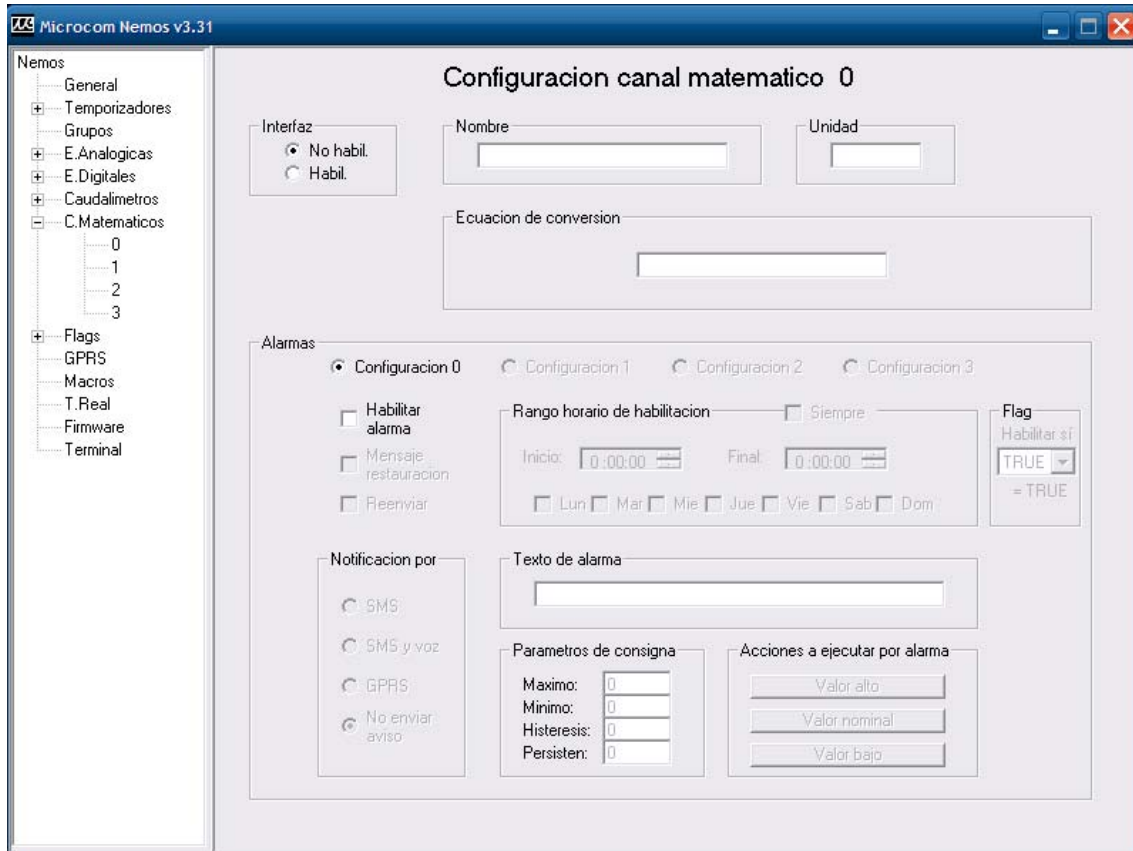 Microcom Nemos v3.31
Nemos
General
Temporizadores
Grupos
E.Analogicas
E.Digitales
Caudalimetros
C.Matematicos
0
1
2
3
Flags
GPRS
Macros
T.Real
Firmware
Terminal
Configuracion canal matematico 0
Interfaz
No habil.
Habil.
Nombre
Unidad
Ecuacion de conversion
Alarmas
Configuracion 0 Configuracion 1 Configuracion 2 Configuracion 3
Habilitar
alarma
Mensaje
restauracion
Reenviar
Rango horario de habilitacion Siempre
Inicio: 0:00:00 Final: 0:00:00
Lun Mar Mie Jue Vie Sab Dom
Flag
Habilitar sí
TRUE
= TRUE
Notificacion por
SMS
SMS y voz
GPRS
No enviar
aviso
Texto de alarma
Parametros de consigna
Maximo: 0
Minimo: 0
Histeresis: 0
Persisten: 0
Acciones a ejecutar por alarma
Valor alto
Valor nominal
Valor bajo